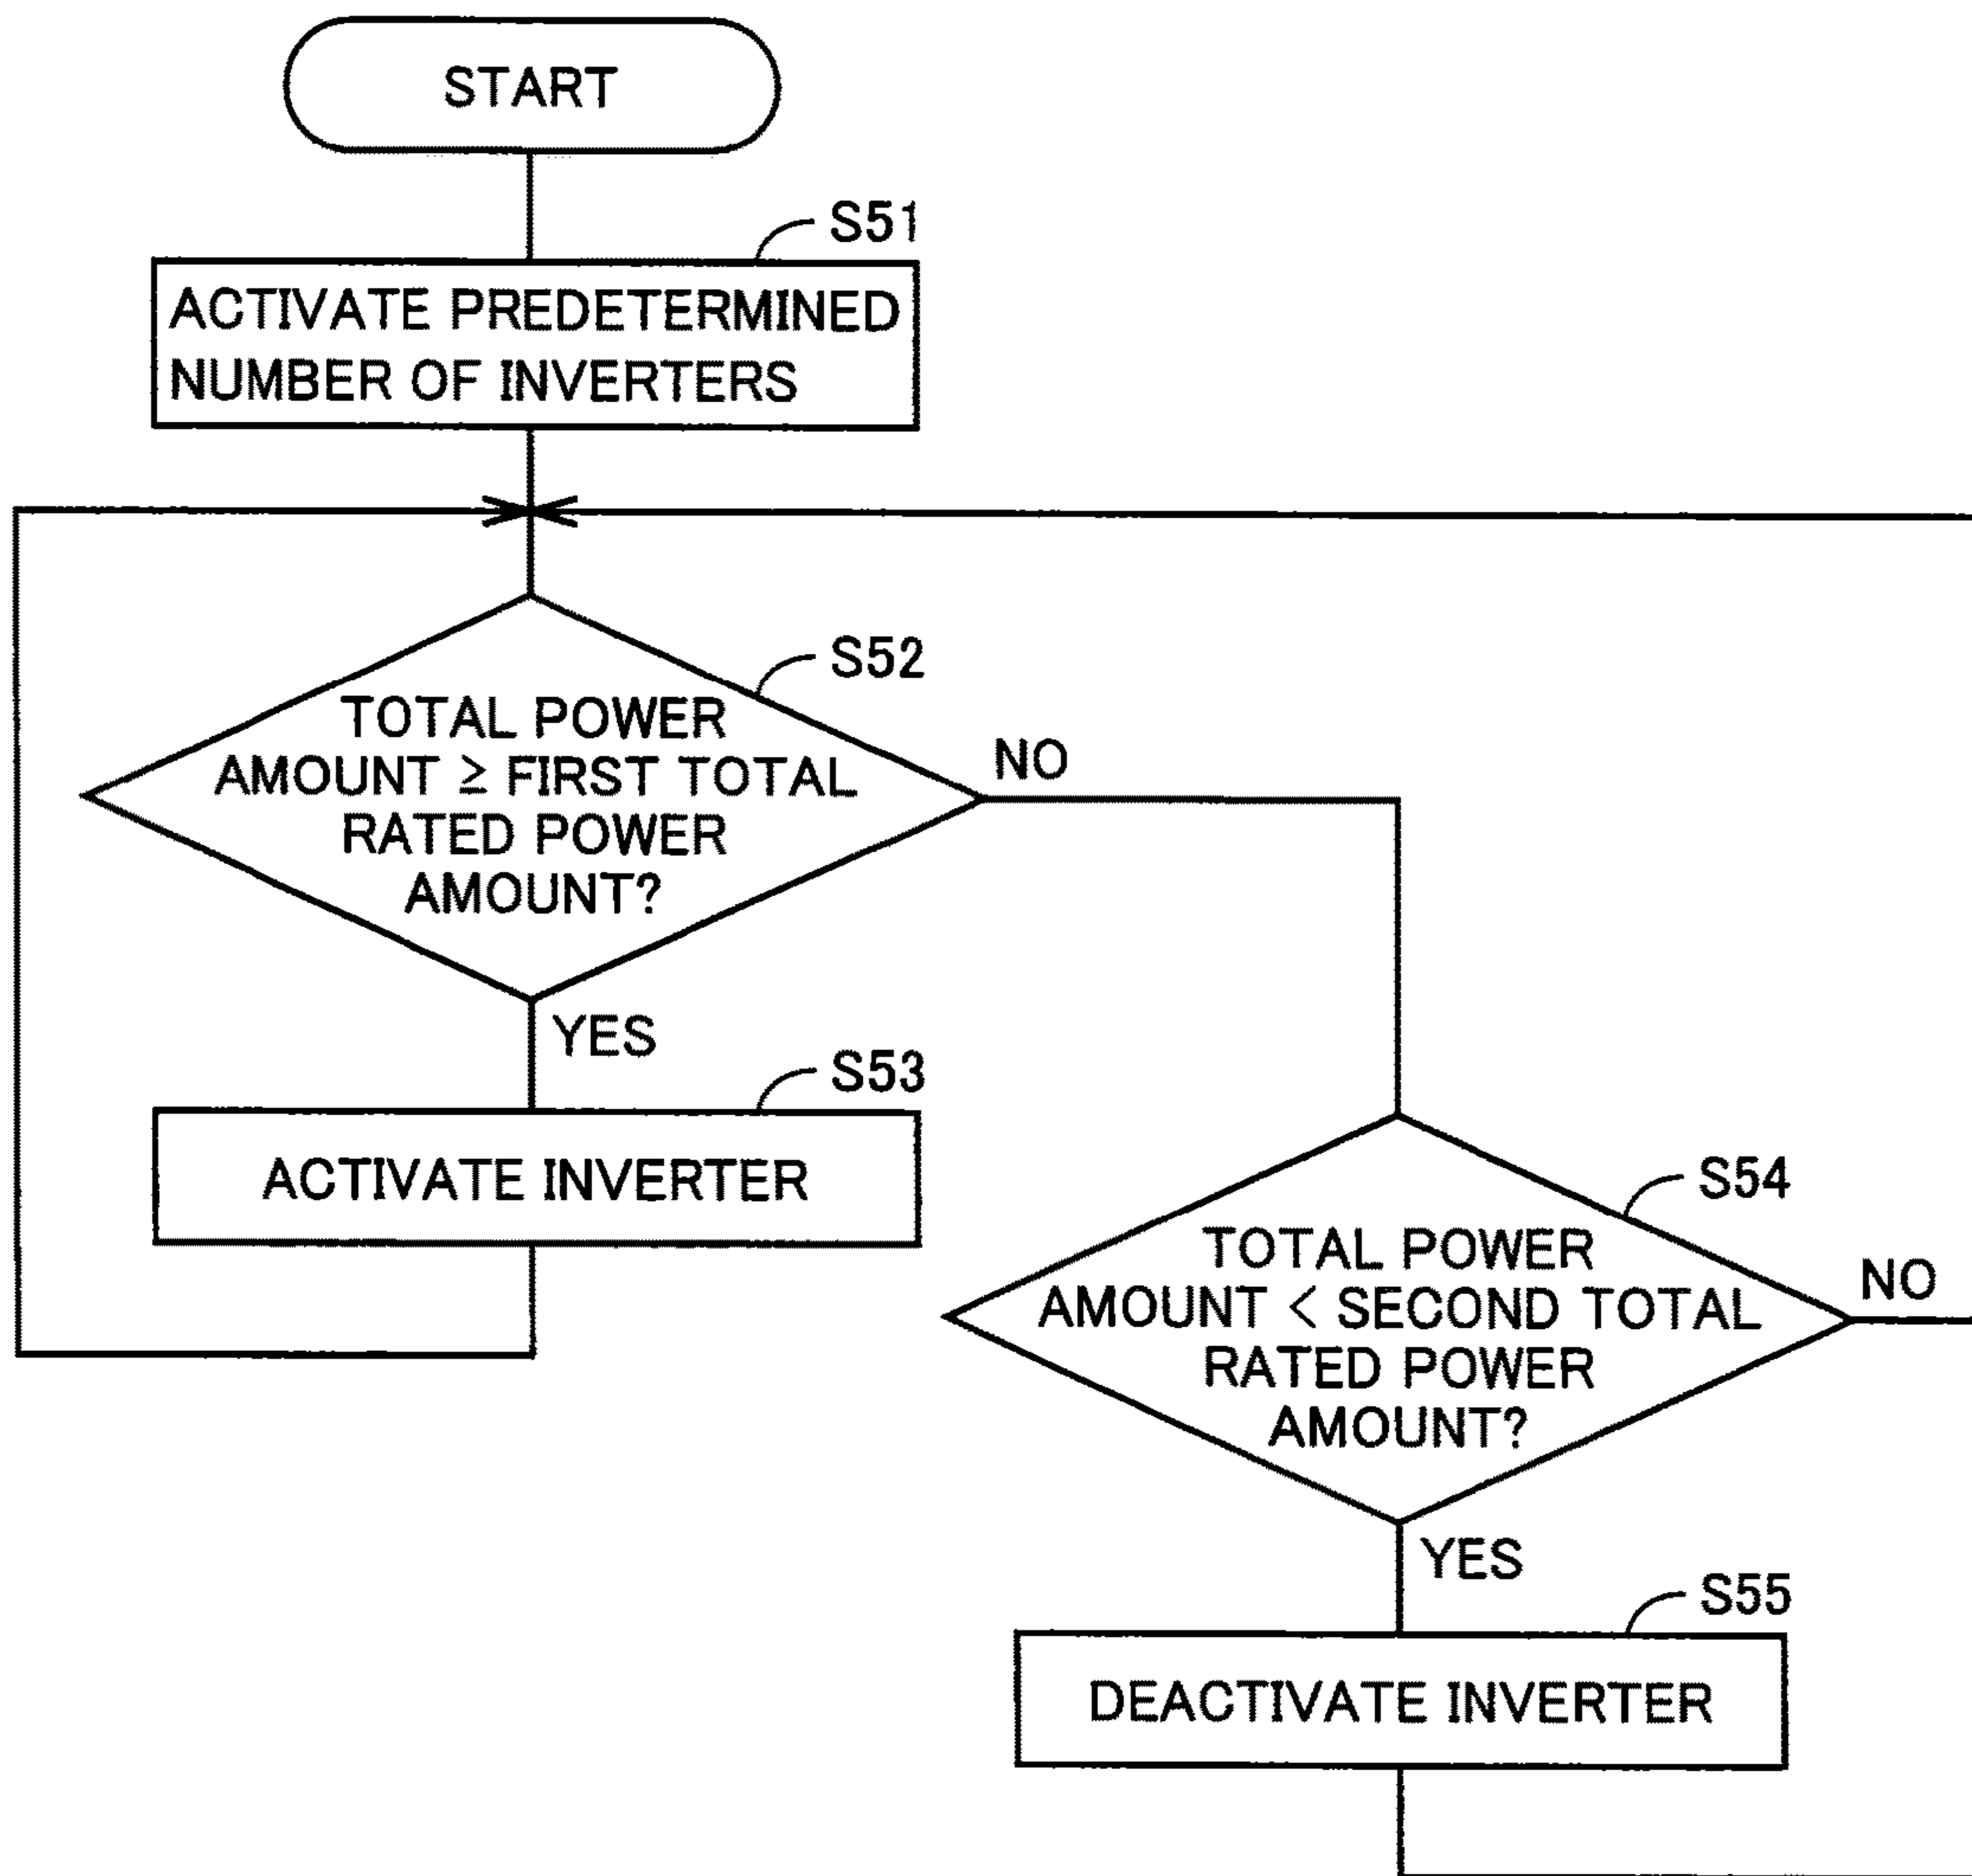 START
S51
ACTIVATE PREDETERMINED
NUMBER OF INVERTERS
S52
TOTAL POWER
AMOUNT ≥ FIRST TOTAL
RATED POWER
AMOUNT?
NO
YES
S53
ACTIVATE INVERTER
S54
TOTAL POWER
AMOUNT < SECOND TOTAL
RATED POWER
AMOUNT?
NO
YES
S55
DEACTIVATE INVERTER